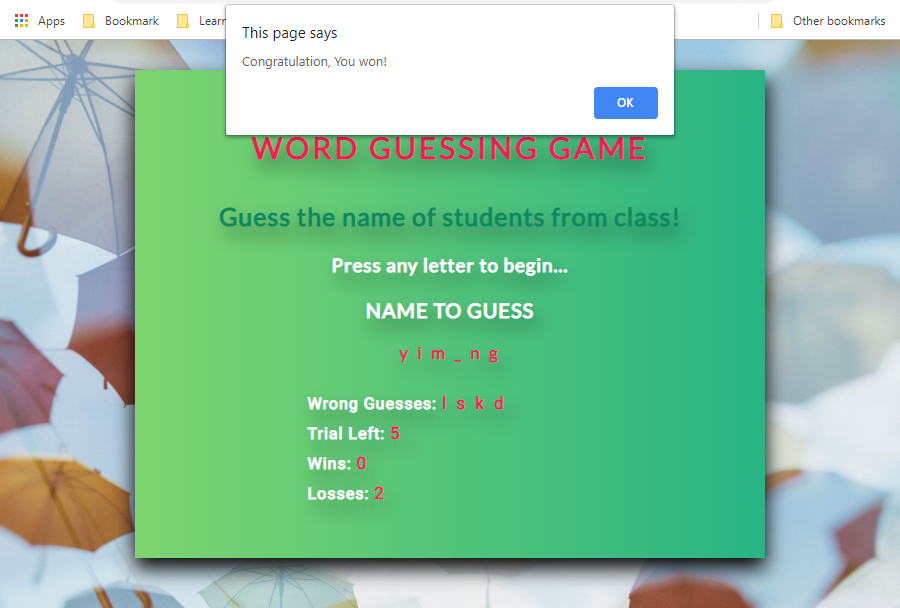 Apps Bookmark Learn Other bookmarks
This page says
Congratulation, You won!
OK
WORD GUESSING GAME
Guess the name of students from class!
Press any letter to begin...
NAME TO GUESS
y i m _ n g
Wrong Guesses: l s k d
Trial Left: 5
Wins: 0
Losses: 2